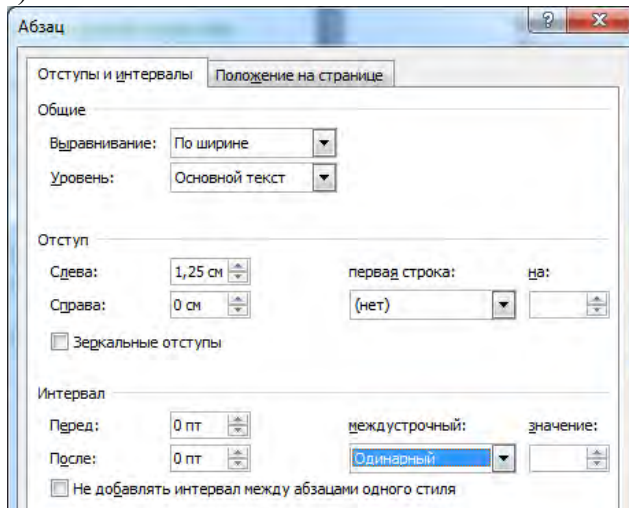 Абзац
Отступы и интервалы Положение на странице
Общие
Выравнивание: По ширине
Уровень: Основной текст
Отступ
Слева: 1,25 см первая строка: на:
Справа: 0 см (нет)
Зеркальные отступы
Интервал
Перед: 0 пт междустрочный: значение:
После: 0 пт Одинарный
Не добавлять интервал между абзацами одного стиля